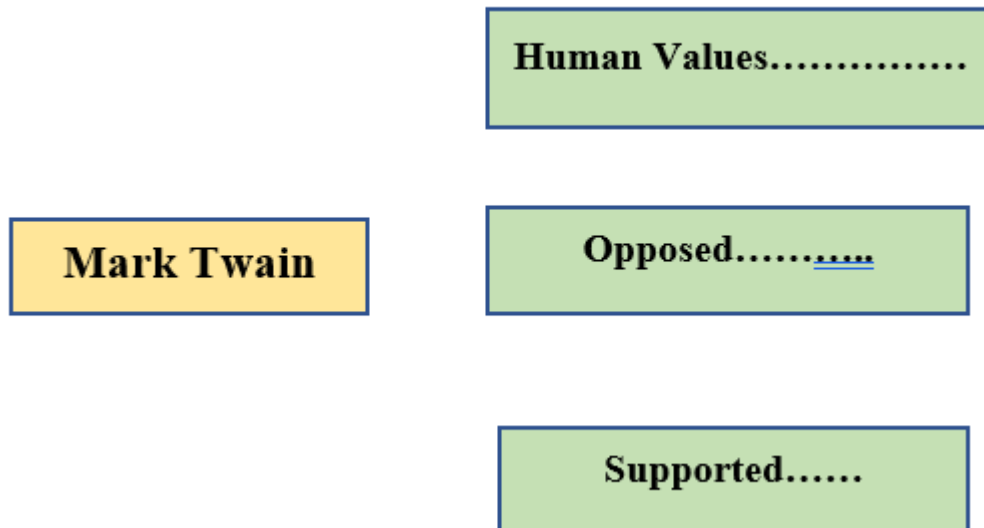 Human Values……………
Mark Twain
Opposed………..
Supported……